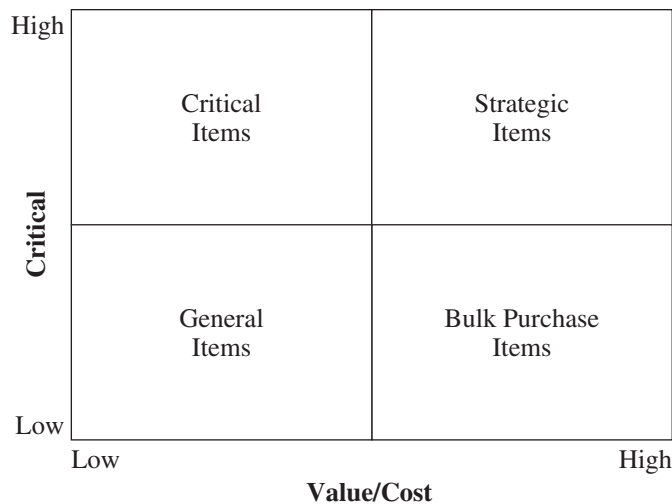 High
Critical
Items
Strategic
Items
Critical
General
Items
Bulk Purchase
Items
Low
Low
High
Value/Cost